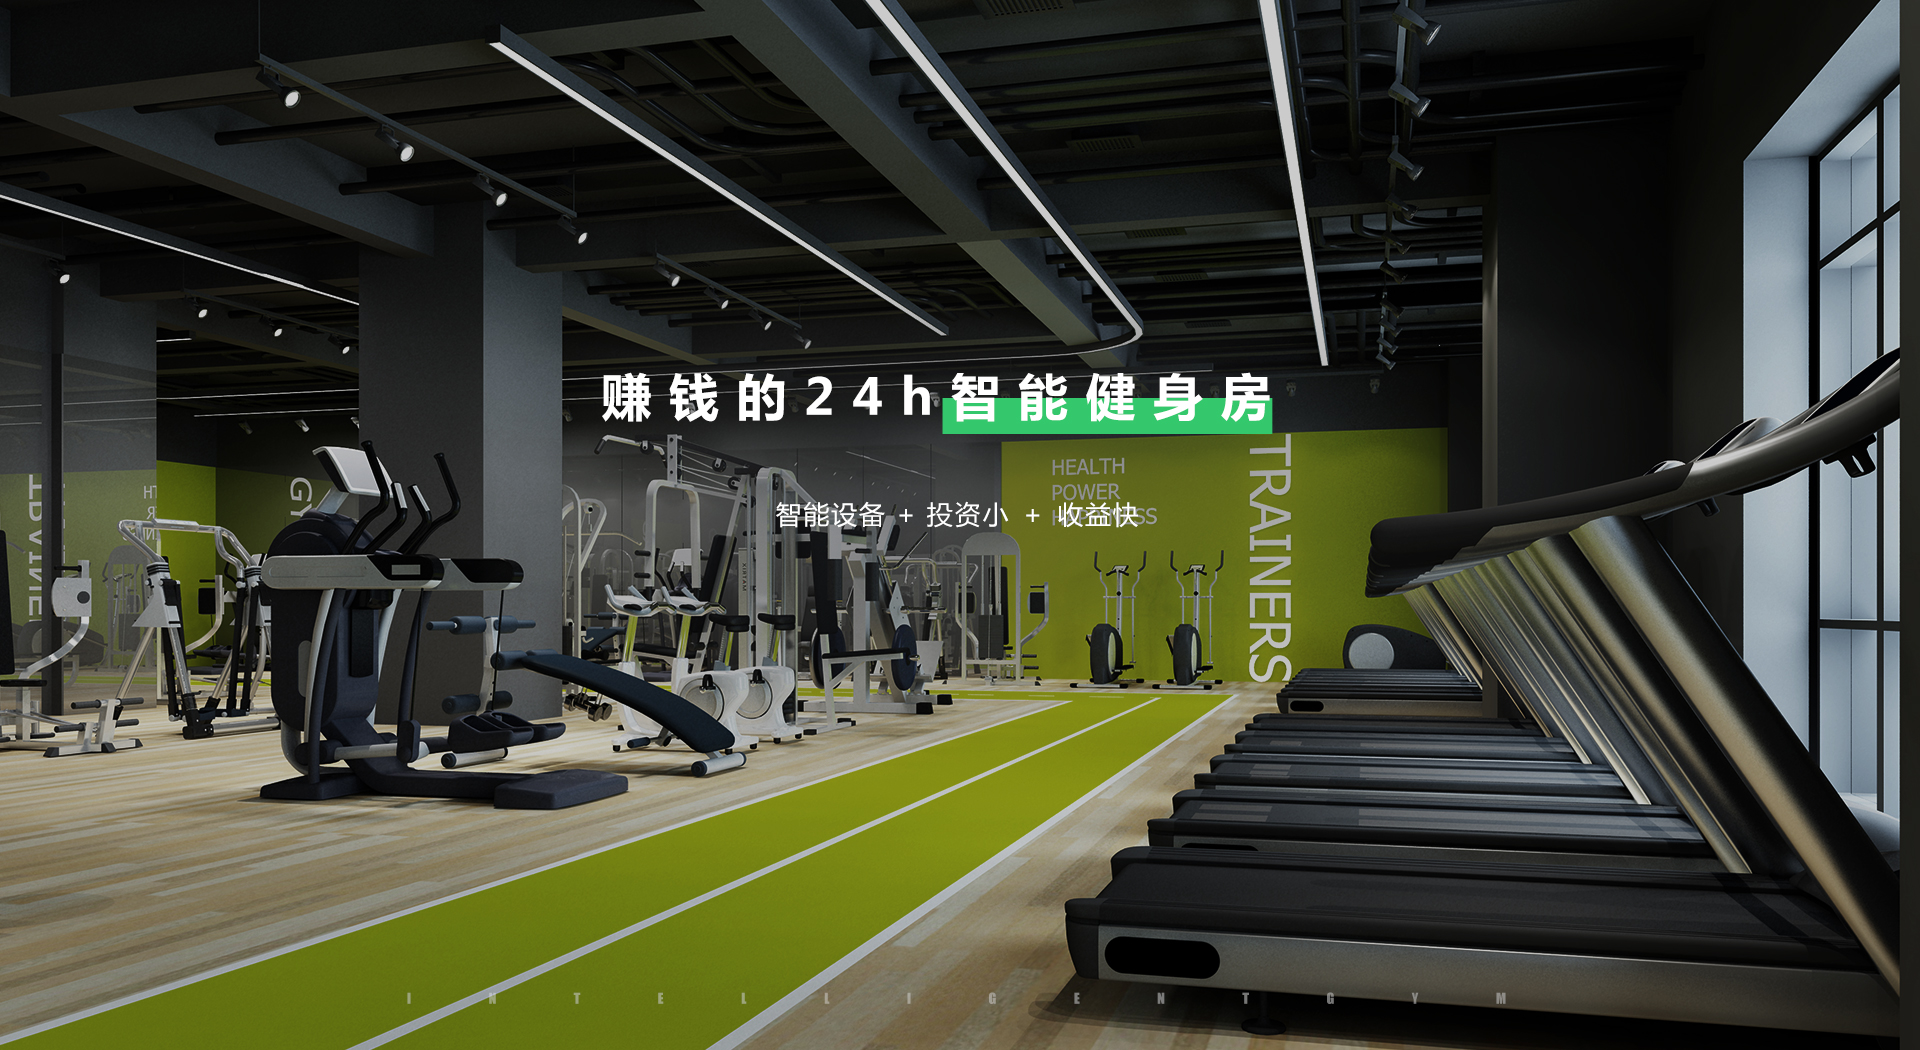 赚钱的24h智能健身房
HEALTH
POWER
智能设备 + 投资小 + 收益快
TRAINERS
GY
INTELLIGENTGYM